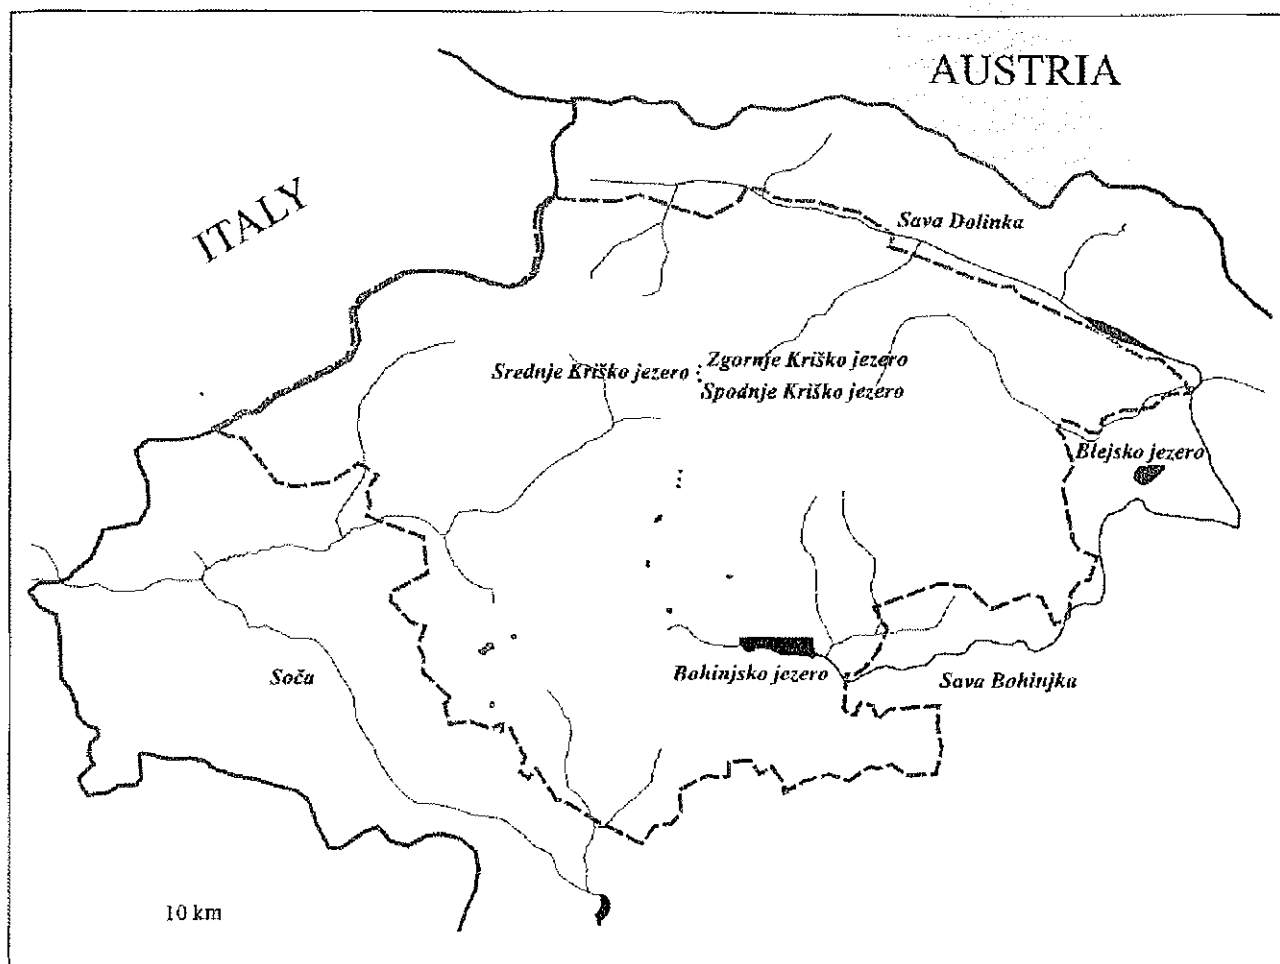 AUSTRIA
ITALY
Sava Dolinka
Srednje Kriško jezero
Zgornje Kriško jezero
Spodnje Kriško jezero
Blejsko jezero
Soča
Bohinjsko jezero
Sava Bohinjka
10 km